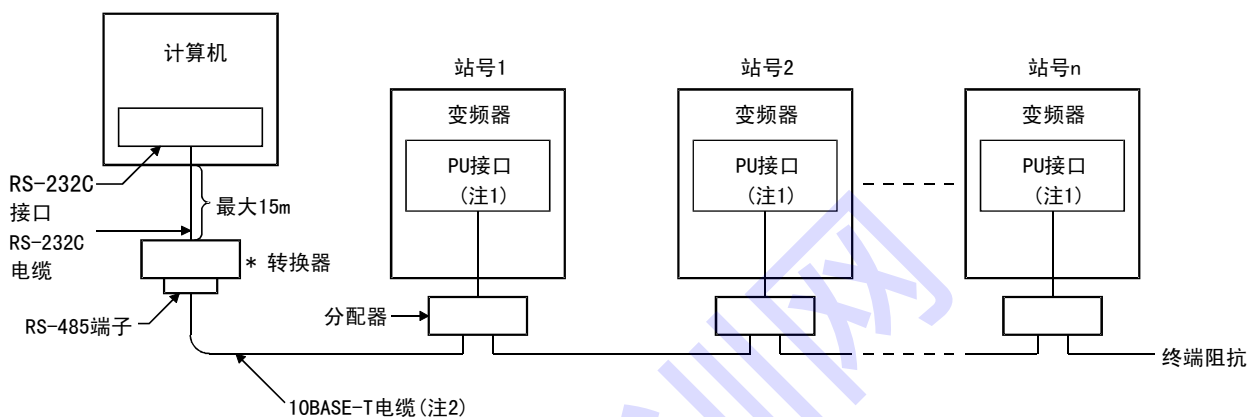 计算机
RS-232C
接口
最大15m
RS-232C
电缆
* 转换器
RS-485端子
10BASE-T电缆(注2)
分配器
站号1
变频器
PU接口
(注1)
站号2
变频器
PU接口
(注1)
站号n
变频器
PU接口
(注1)
终端阻抗
训网